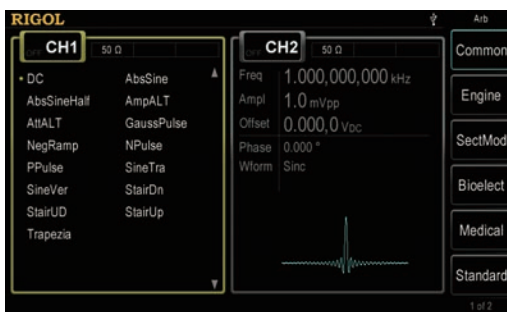 RIGOL Arb
OFF CH1 50 Ω
• DC AbsSine
AbsSineHalf AmpALT
AttALT GaussPulse
NegRamp NPulse
PPulse SineTra
SineVer StairDn
StairUD StairUp
Trapezia
OFF CH2 50 Ω
Freq 1.000,000,000 kHz
Ampl 1.0 mVpp
Offset 0.000,0 VDC
Phase 0.000 °
Wform Sinc
Common
Engine
SectMod
Bioelect
Medical
Standard
1 of 2